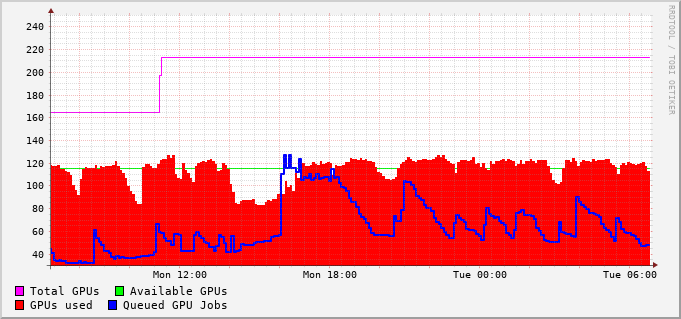 RRDTOOL / TOBI OETIKER
240
220
200
180
160
140
120
100
80
60
40
Mon 12:00 Mon 18:00 Tue 00:00 Tue 06:00
Total GPUs Available GPUs
GPUs used Queued GPU Jobs